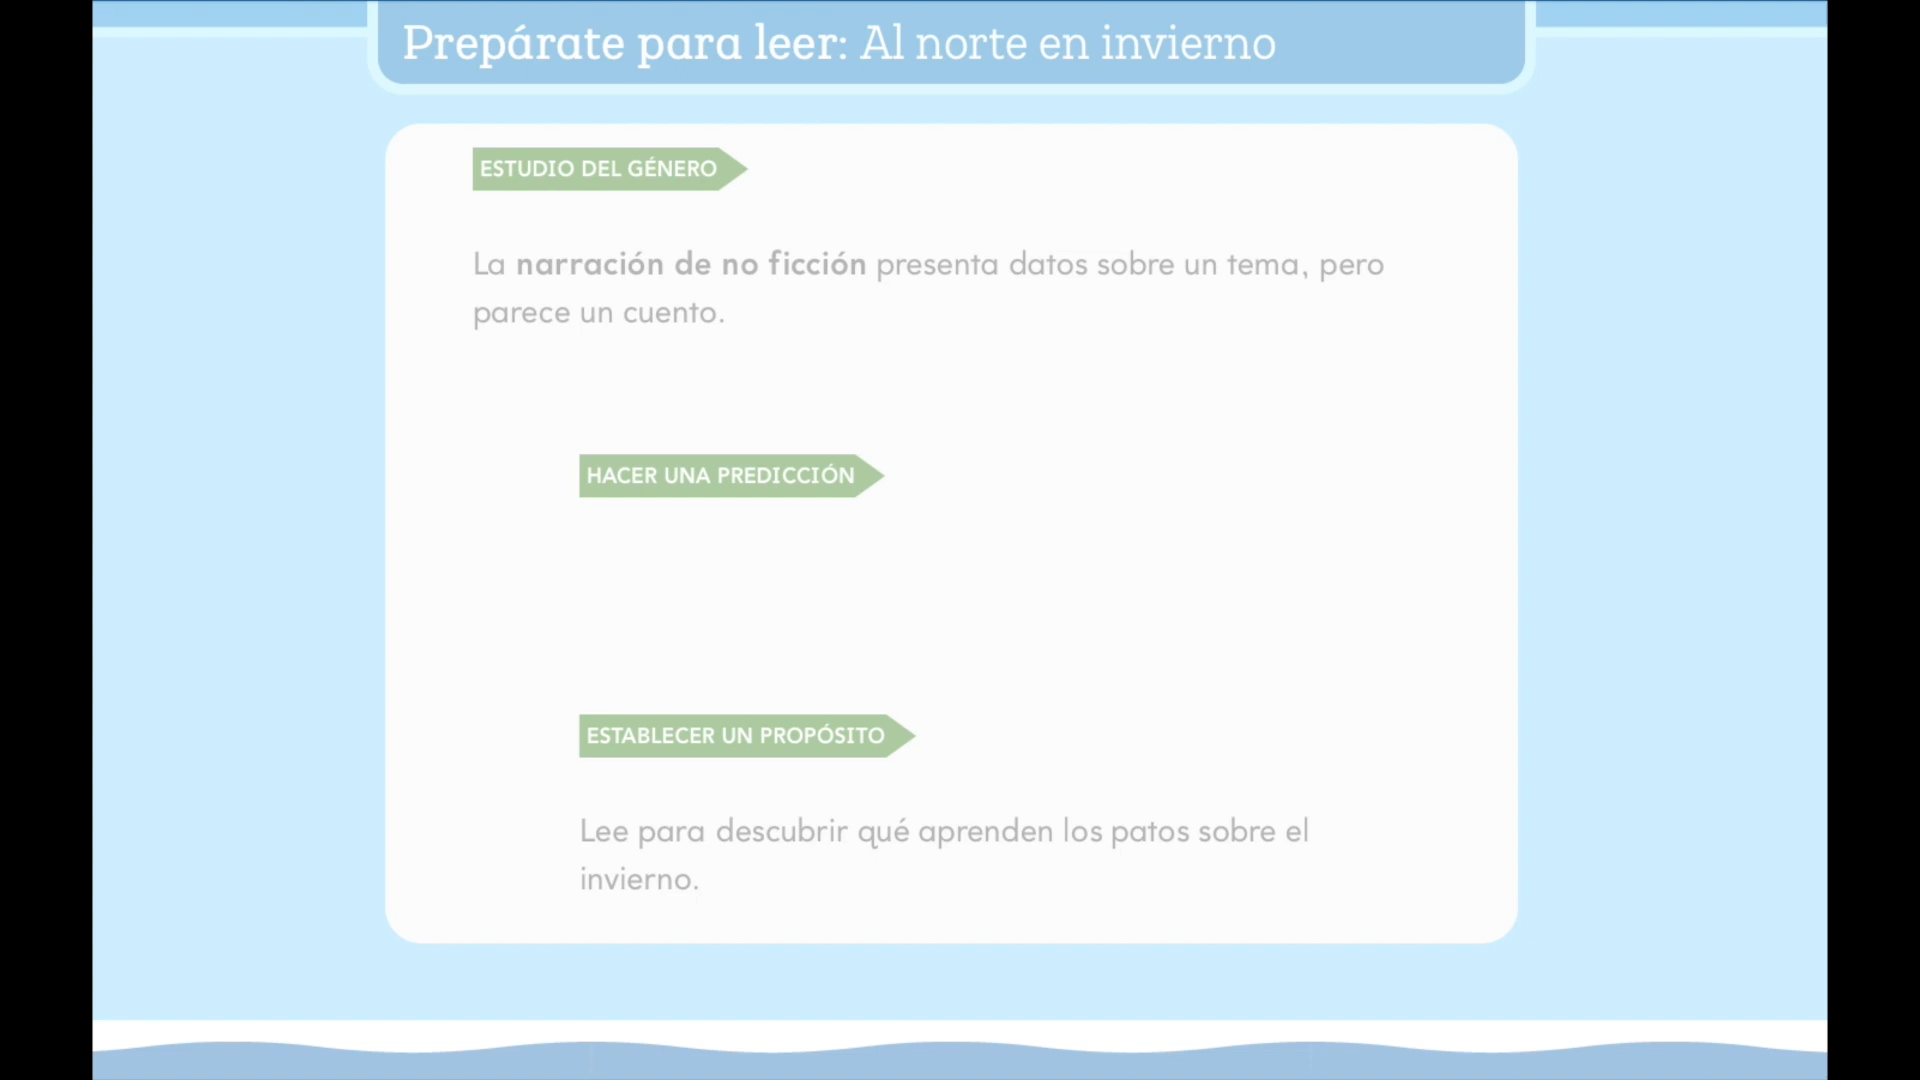 Prepárate para leer: Al norte en invierno
ESTUDIO DEL GÉNERO
La narración de no ficción presenta datos sobre un tema, pero
parece un cuento.
HACER UNA PREDICCIÓN
ESTABLECER UN PROPÓSITO
Lee para descubrir qué aprenden los patos sobre el
invierno.